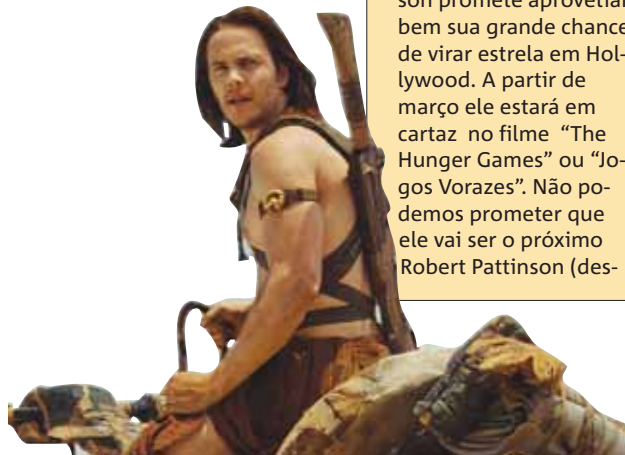 son promete aproveitar
bem sua grande chance
de virar estrela em Hol-
lywood. A partir de
março ele estará em
cartaz no filme “The
Hunger Games” ou “Jo-
gos Vorazes”. Não po-
demos prometer que
ele vai ser o próximo
Robert Pattinson (des-